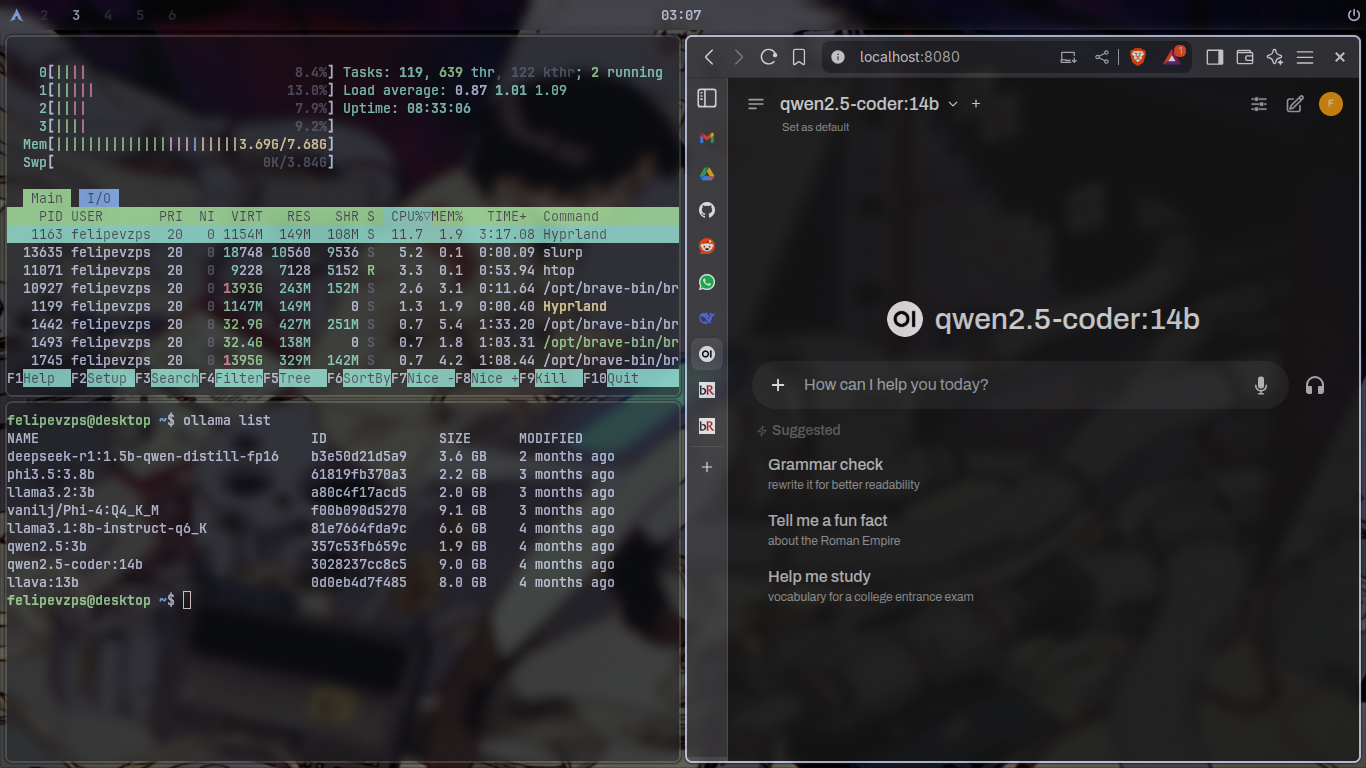 2 3 4 5 6
03:07
0[||||                          8.4%]
1[|||||                        13.0%]
2[||||                          7.9%]
3[||||                          9.2%]
Mem[|||||||||||||||||||||||3.69G/7.68G]
Swp[                         0K/3.84G]
Tasks: 119, 639 thr, 122 kthr; 2 running
Load average: 0.87 1.01 1.09
Uptime: 08:33:06
Main I/O
PID USER PRI NI VIRT RES SHR S CPU%▽MEM% TIME+ Command
1163 felipevzps 20 0 1154M 149M 108M S 11.7 1.9 3:17.08 Hyprland
13635 felipevzps 20 0 18748 10560 9536 S 5.2 0.1 0:00.09 slurp
11071 felipevzps 20 0 9228 7128 5152 R 3.3 0.1 0:53.94 htop
10927 felipevzps 20 0 1393G 243M 152M S 2.6 3.1 0:11.64 /opt/brave-bin/br
1199 felipevzps 20 0 1147M 149M 0 S 1.3 1.9 0:00.40 Hyprland
1442 felipevzps 20 0 32.9G 427M 251M S 0.7 5.4 1:33.20 /opt/brave-bin/br
1493 felipevzps 20 0 32.4G 138M 0 S 0.7 1.8 1:03.31 /opt/brave-bin/br
1745 felipevzps 20 0 1395G 329M 142M S 0.7 4.2 1:08.44 /opt/brave-bin/br
F1Help F2Setup F3SearchF4FilterF5Tree F6SortByF7Nice -F8Nice +F9Kill F10Quit
felipevzps@desktop ~$ ollama list
NAME ID SIZE MODIFIED
deepseek-r1:1.5b-qwen-distill-fp16 b3e50d21d5a9 3.6 GB 2 months ago
phi3.5:3.8b 61819fb370a3 2.2 GB 3 months ago
llama3.2:3b a80c4f17acd5 2.0 GB 3 months ago
vanilj/Phi-4:Q4_K_M f00b090d5270 9.1 GB 3 months ago
llama3.1:8b-instruct-q6_K 81e7664fda9c 6.6 GB 4 months ago
qwen2.5:3b 357c53fb659c 1.9 GB 4 months ago
qwen2.5-coder:14b 3028237cc8c5 9.0 GB 4 months ago
llava:13b 0d0eb4d7f485 8.0 GB 4 months ago
felipevzps@desktop ~$
localhost:8080
1
qwen2.5-coder:14b
F
Set as default
OI
bR
bR
OI qwen2.5-coder:14b
How can I help you today?
Suggested
Grammar check
rewrite it for better readability
Tell me a fun fact
about the Roman Empire
Help me study
vocabulary for a college entrance exam